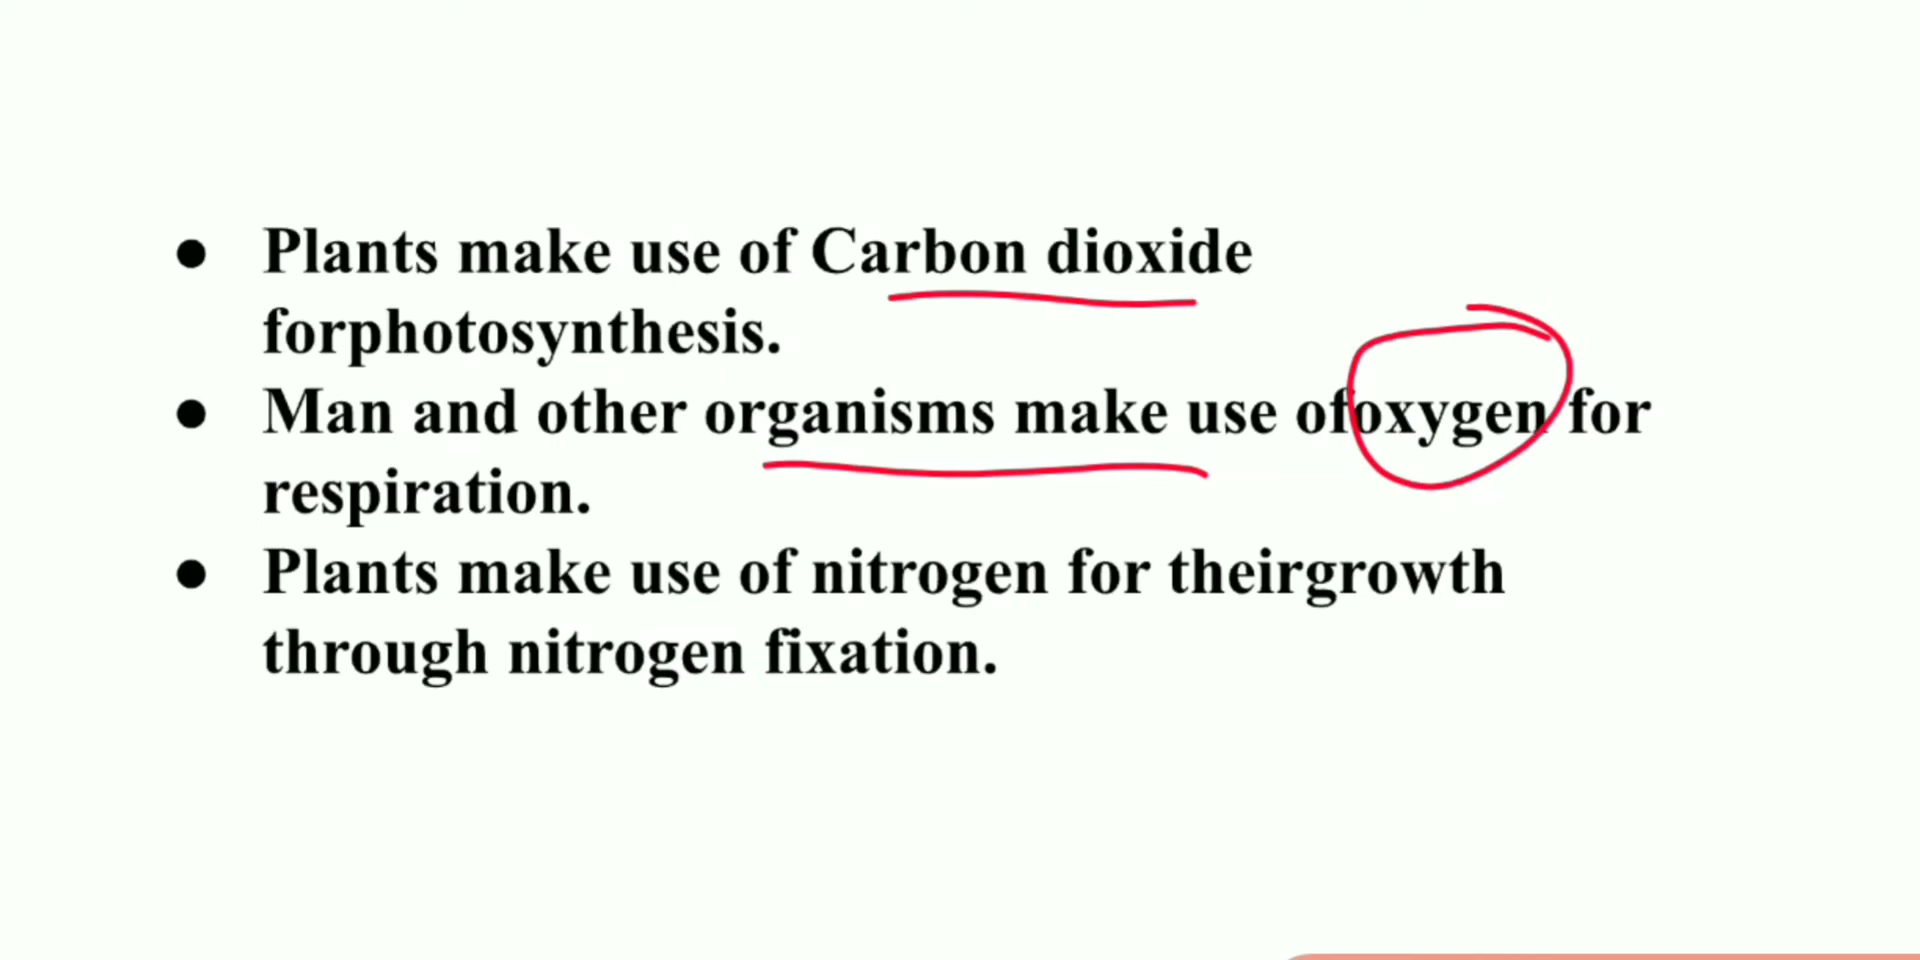 ● Plants make use of Carbon dioxide
forphotosynthesis.
● Man and other organisms make use ofoxygen for
respiration.
● Plants make use of nitrogen for theirgrowth
through nitrogen fixation.